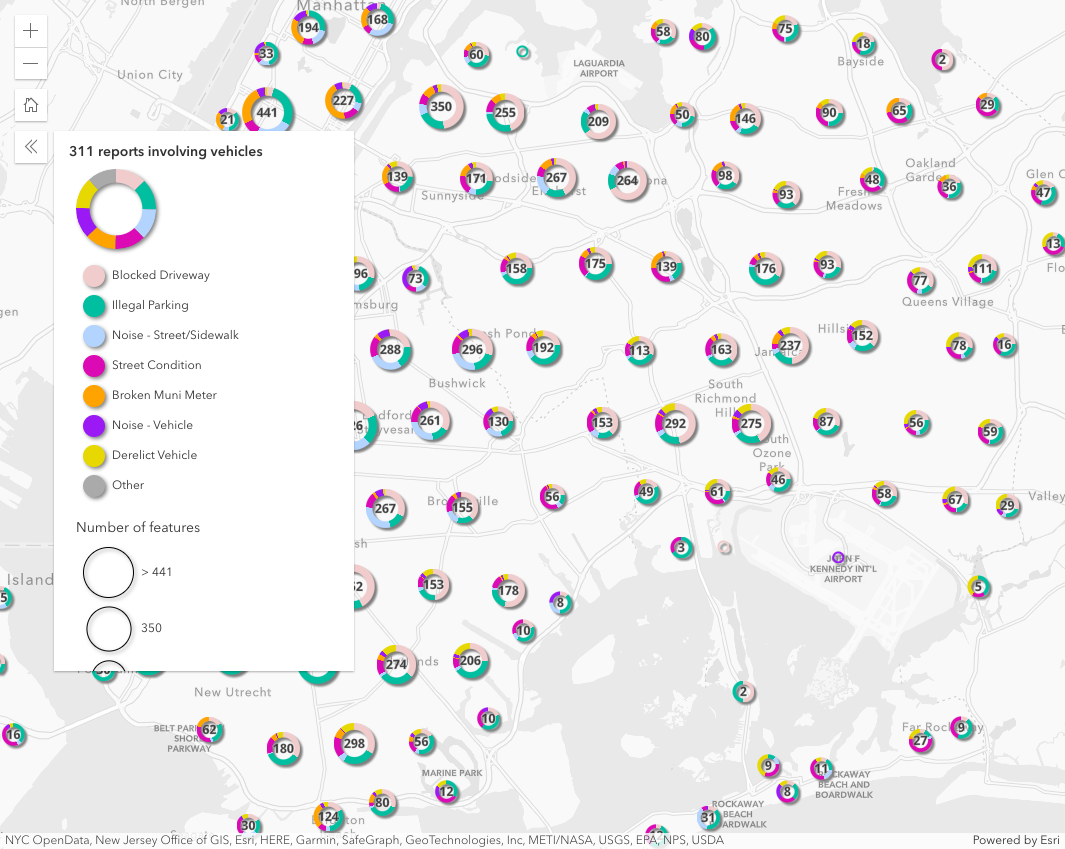 North Bergen
Manhattan
168
194
58
80
75
18
Bayside
2
33
60
Union City
LAGUARDIA
AIRPORT
21
441
227
350
255
209
50
146
90
65
29
311 reports involving vehicles
139
171
267
264
98
93
Fresh
Meadows
48
Oakland
36
Glen
47
Sunnyside
Blocked Driveway
Illegal Parking
Noise - Street/Sidewalk
Street Condition
Broken Muni Meter
Noise - Vehicle
Derelict Vehicle
Other
Number of features
> 441
350
96
73
158
175
139
176
93
77
111
13
Queens Village
288
296
192
113
163
237
152
78
16
Bushwick
South
Richmond
261
130
153
292
275
87
56
59
Ozone
46
267
155
56
49
61
58
67
29
Valley
3
JOHN F
KENNEDY INT'L
AIRPORT
Island
153
178
8
5
10
274
206
2
New Utrecht
16
62
BELT
PARKWAY
180
298
56
10
27
9
MARINE PARK
12
9
8
11
ROCKAWAY
BEACH AND
BOARDWALK
30
124
80
31
ROCKAWAY
BEACH
NYC OpenData, New Jersey Office of GIS, Esri, HERE, Garmin, SafeGraph, GeoTechnologies, Inc, METI/NASA, USGS, EPA, NPS, USDA
Powered by Esri